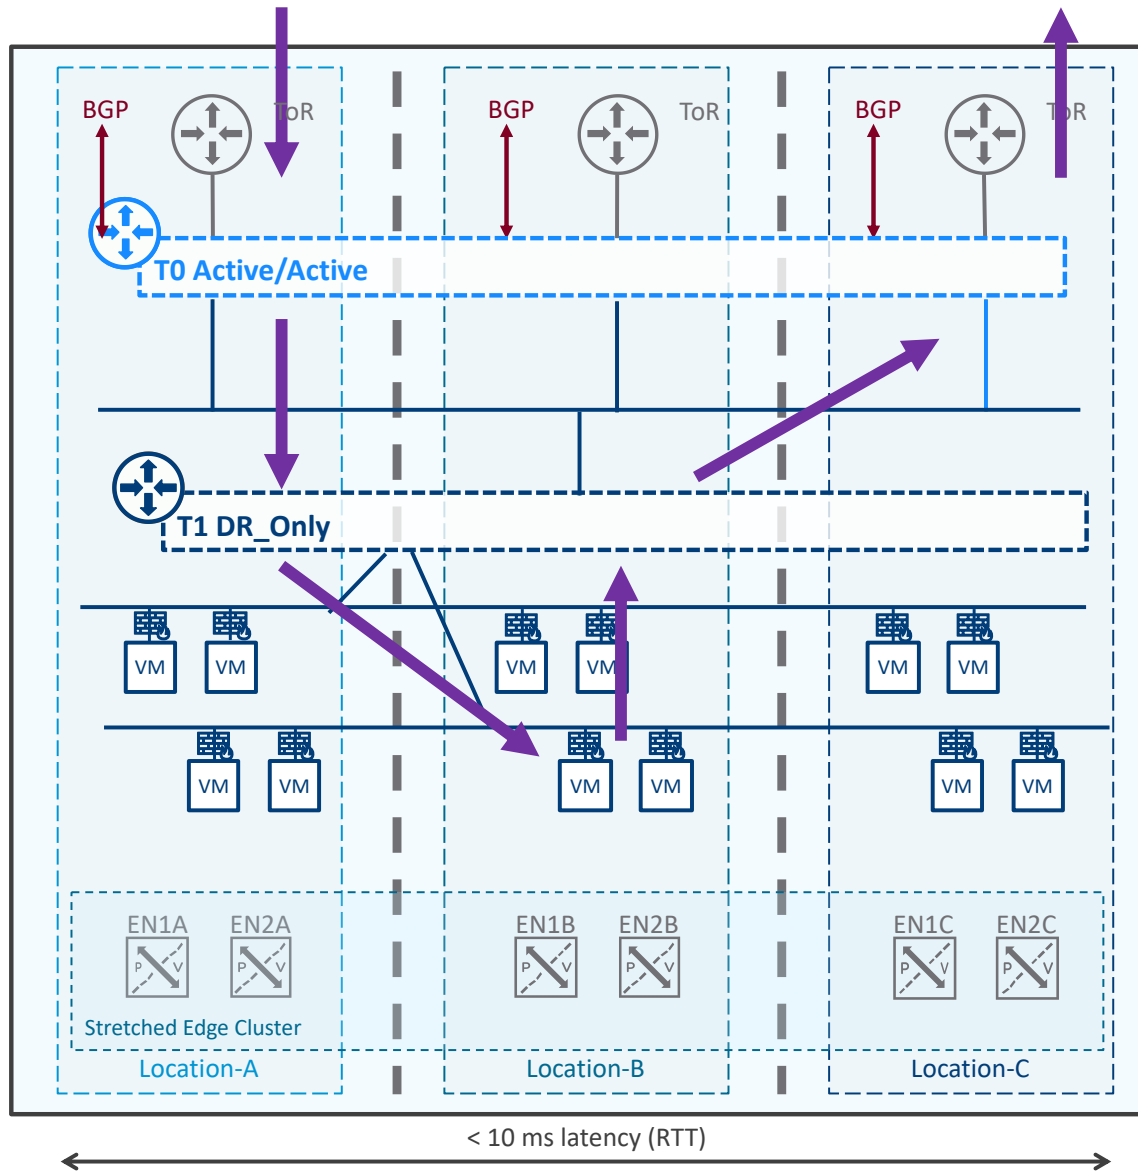 BGP
ToR
BGP
ToR
BGP
ToR
T0 Active/Active
T1 DR_Only
VM
VM
VM
VM
VM
VM
VM
VM
VM
VM
VM
VM
EN1A
EN2A
EN1B
EN2B
EN1C
EN2C
P V
P V
P V
P V
P V
P V
Stretched Edge Cluster
Location-A
Location-B
Location-C
< 10 ms latency (RTT)